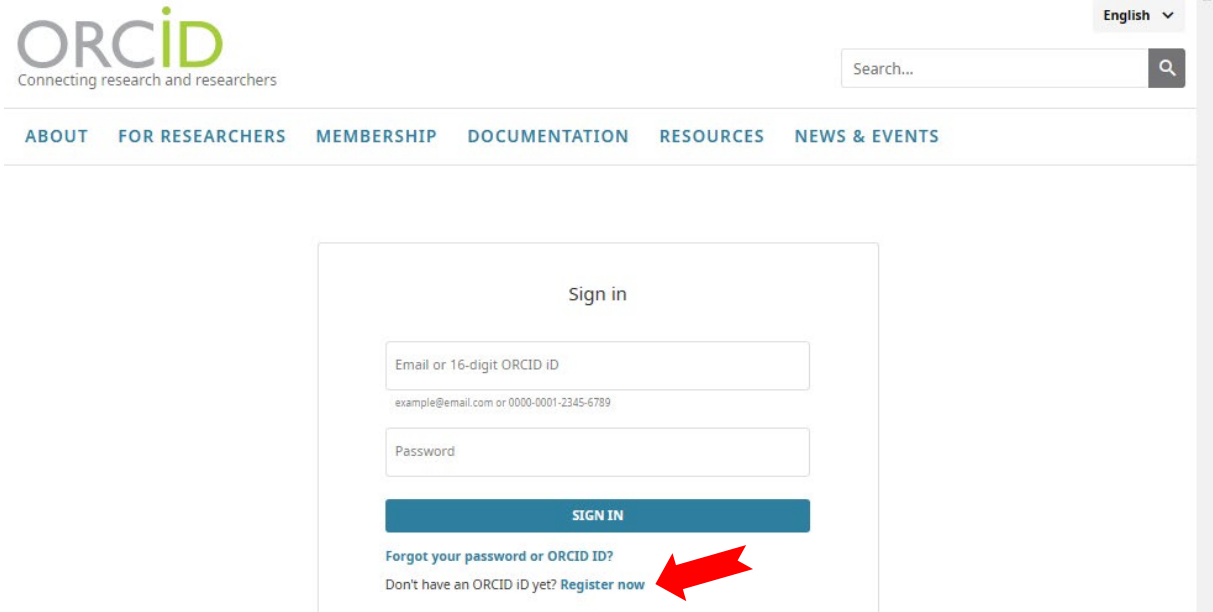 English
ORCID
Connecting research and researchers
Search...
ABOUT FOR RESEARCHERS MEMBERSHIP DOCUMENTATION RESOURCES NEWS & EVENTS
Sign in
Email or 16-digit ORCID iD
example@email.com or 0000-0001-2345-6789
Password
SIGN IN
Forgot your password or ORCID ID?
Don't have an ORCID iD yet? Register now